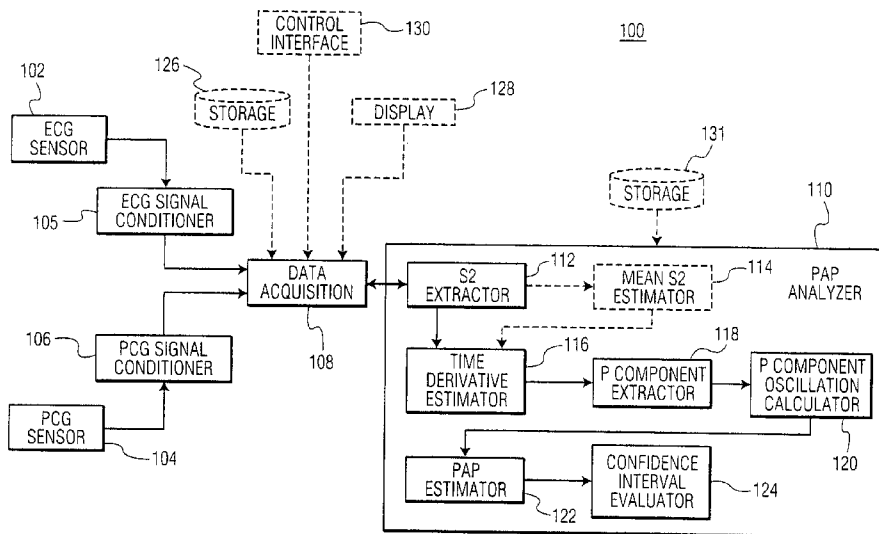 CONTROL
INTERFACE
130
100
126
STORAGE
DISPLAY
128
102
ECG
SENSOR
131
STORAGE
110
ECG SIGNAL
CONDITIONER
105
DATA
ACQUISITION
108
S2
EXTRACTOR
112
MEAN S2
ESTIMATOR
114
PAP
ANALYZER
106
PCG SIGNAL
CONDITIONER
TIME
DERIVATIVE
ESTIMATOR
116
P COMPONENT
EXTRACTOR
118
P COMPONENT
OSCILLATION
CALCULATOR
120
PCG
SENSOR
104
PAP
ESTIMATOR
122
CONFIDENCE
INTERVAL
EVALUATOR
124